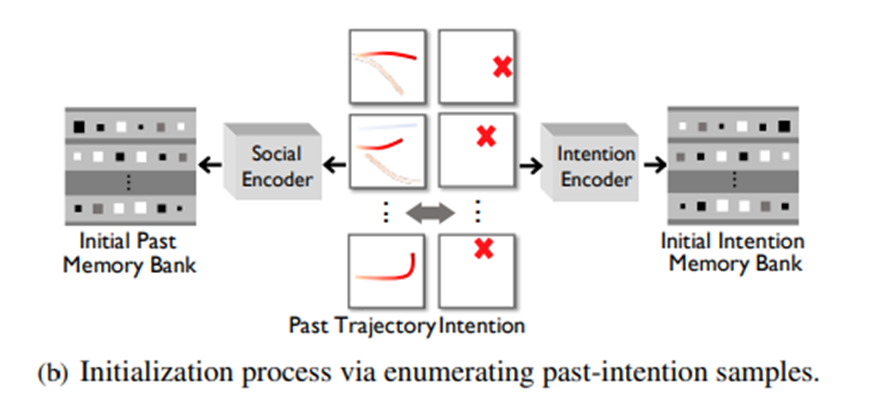 Social
Encoder
Intention
Encoder
Initial Past
Memory Bank
Initial Intention
Memory Bank
Past Trajectory Intention
(b) Initialization process via enumerating past-intention samples.